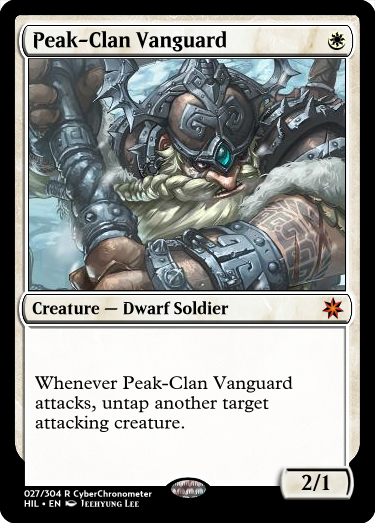 Peak-Clan Vanguard
Creature — Dwarf Soldier
Whenever Peak-Clan Vanguard
attacks, untap another target
attacking creature.
027/304 R CyberChronometer
HIL • EN Jeehyung Lee
2/1